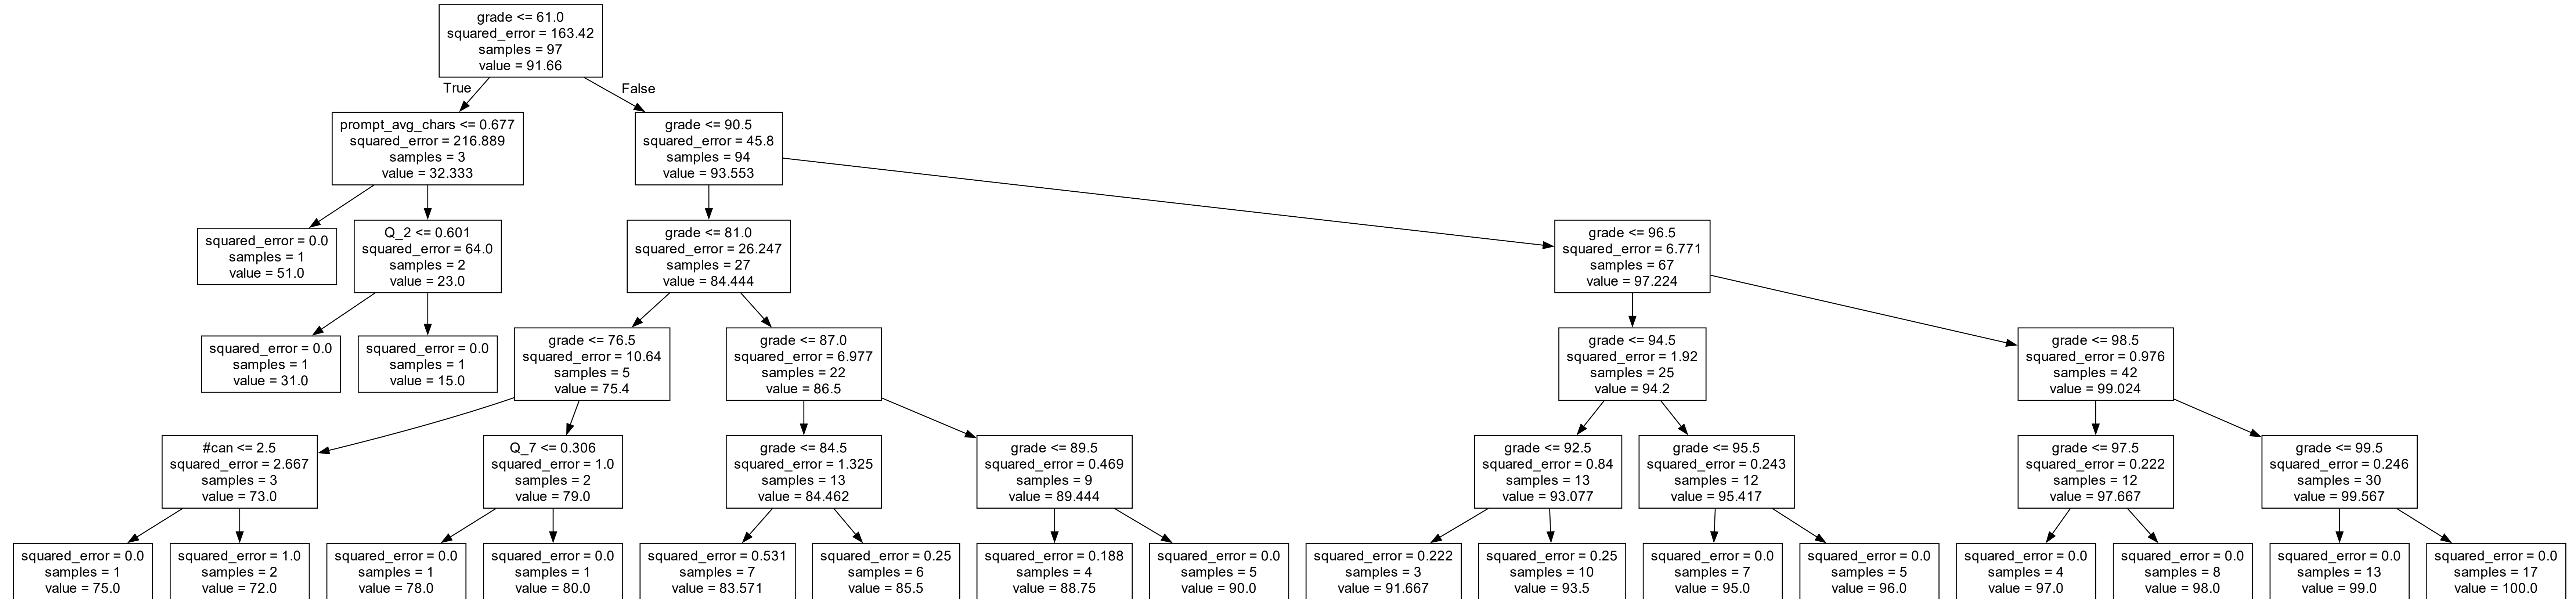 grade <= 61.0
squared_error = 163.42
samples = 97
value = 91.66
True
False
prompt_avg_chars <= 0.677
squared_error = 216.889
samples = 3
value = 32.333
grade <= 90.5
squared_error = 45.8
samples = 94
value = 93.553
squared_error = 0.0
samples = 1
value = 51.0
Q_2 <= 0.601
squared_error = 64.0
samples = 2
value = 23.0
grade <= 81.0
squared_error = 26.247
samples = 27
value = 84.444
grade <= 96.5
squared_error = 6.771
samples = 67
value = 97.224
squared_error = 0.0
samples = 1
value = 31.0
squared_error = 0.0
samples = 1
value = 15.0
grade <= 76.5
squared_error = 10.64
samples = 5
value = 75.4
grade <= 87.0
squared_error = 6.977
samples = 22
value = 86.5
grade <= 94.5
squared_error = 1.92
samples = 25
value = 94.2
grade <= 98.5
squared_error = 0.976
samples = 42
value = 99.024
#can <= 2.5
squared_error = 2.667
samples = 3
value = 73.0
Q_7 <= 0.306
squared_error = 1.0
samples = 2
value = 79.0
grade <= 84.5
squared_error = 1.325
samples = 13
value = 84.462
grade <= 89.5
squared_error = 0.469
samples = 9
value = 89.444
grade <= 92.5
squared_error = 0.84
samples = 13
value = 93.077
grade <= 95.5
squared_error = 0.243
samples = 12
value = 95.417
grade <= 97.5
squared_error = 0.222
samples = 12
value = 97.667
grade <= 99.5
squared_error = 0.246
samples = 30
value = 99.567
squared_error = 0.0
samples = 1
value = 75.0
squared_error = 1.0
samples = 2
value = 72.0
squared_error = 0.0
samples = 1
value = 78.0
squared_error = 0.0
samples = 1
value = 80.0
squared_error = 0.531
samples = 7
value = 83.571
squared_error = 0.25
samples = 6
value = 85.5
squared_error = 0.188
samples = 4
value = 88.75
squared_error = 0.0
samples = 5
value = 90.0
squared_error = 0.222
samples = 3
value = 91.667
squared_error = 0.25
samples = 10
value = 93.5
squared_error = 0.0
samples = 7
value = 95.0
squared_error = 0.0
samples = 5
value = 96.0
squared_error = 0.0
samples = 4
value = 97.0
squared_error = 0.0
samples = 8
value = 98.0
squared_error = 0.0
samples = 13
value = 99.0
squared_error = 0.0
samples = 17
value = 100.0